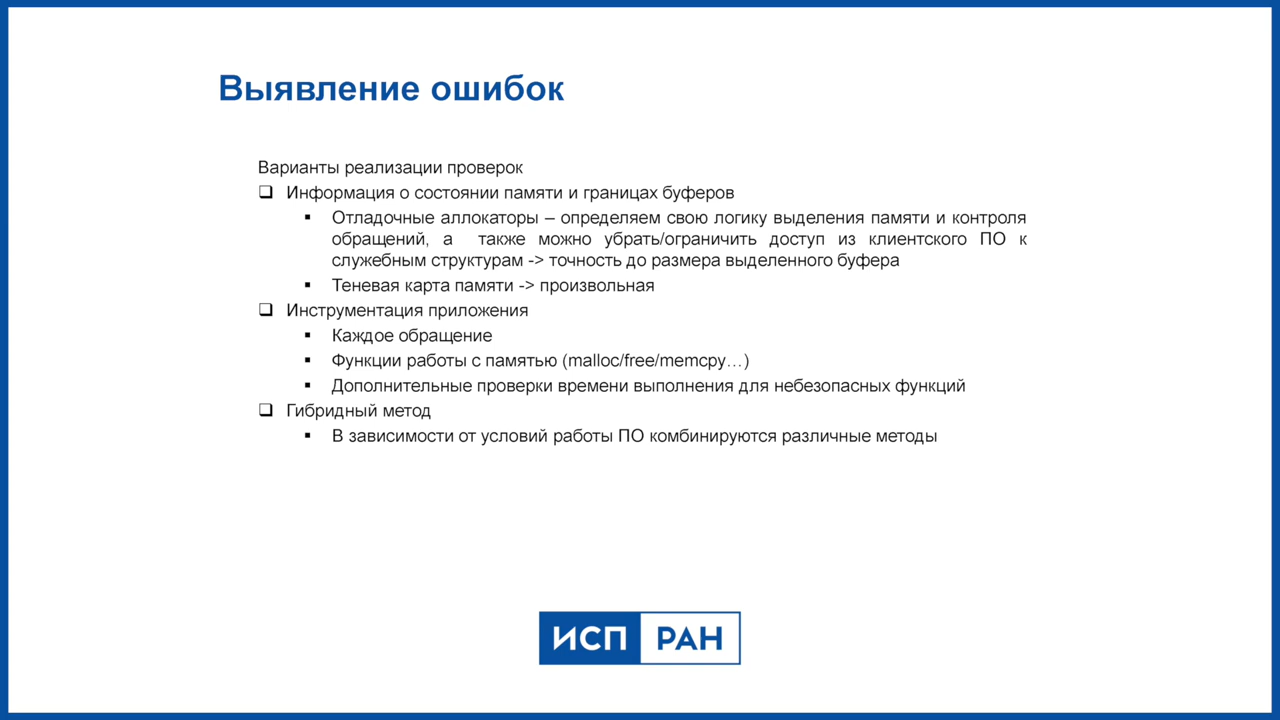 Выявление ошибок
Варианты реализации проверок
❑ Информация о состоянии памяти и границах буферов
▪ Отладочные аллокаторы – определяем свою логику выделения памяти и контроля
обращений, а также можно убрать/ограничить доступ из клиентского ПО к
служебным структурам -> точность до размера выделенного буфера
▪ Теневая карта памяти -> произвольная
❑ Инструментация приложения
▪ Каждое обращение
▪ Функции работы с памятью (malloc/free/memcpy…)
▪ Дополнительные проверки времени выполнения для небезопасных функций
❑ Гибридный метод
▪ В зависимости от условий работы ПО комбинируются различные методы
ИСП РАН